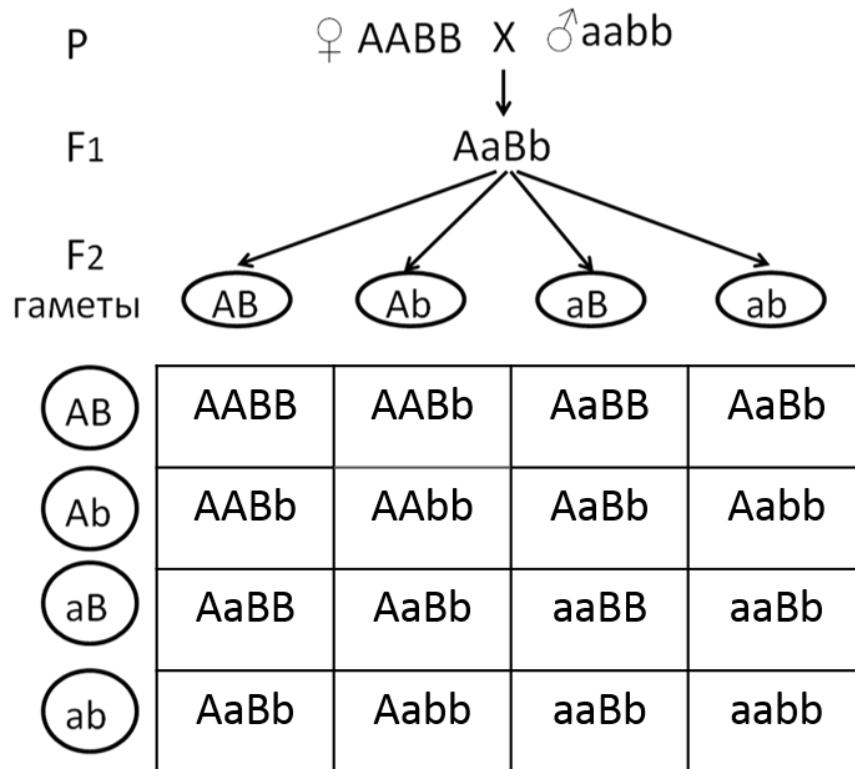 P ♀ AABB X ♂ aabb
F1 AaBb
F2
гаметы AB Ab aB ab
AB AABB AABb AaBB AaBb
Ab AABb AAbb AaBb Aabb
aB AaBB AaBb aaBB aaBb
ab AaBb Aabb aaBb aabb